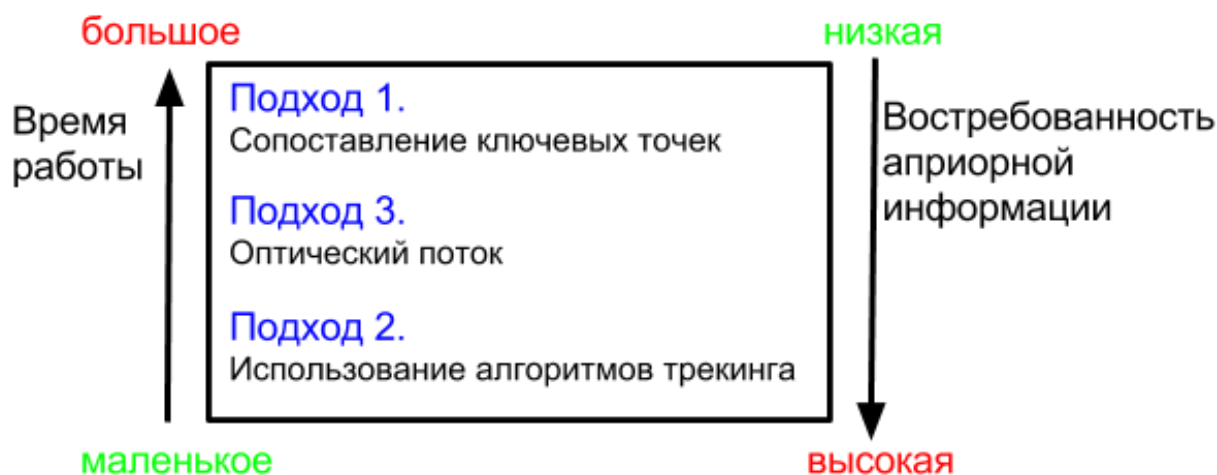 большое
низкая
Время
работы
Подход 1.
Сопоставление ключевых точек
Подход 3.
Оптический поток
Подход 2.
Использование алгоритмов трекинга
Востребованность
априорной
информации
маленькое
высокая